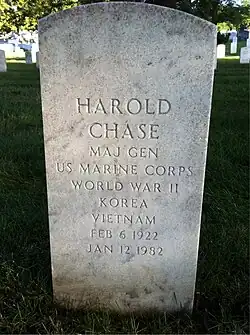 HAROLD
CHASE
MAJ GEN
US MARINE CORPS
WORLD WAR II
KOREA
VIETNAM
FEB 6 1922
JAN 12 1982